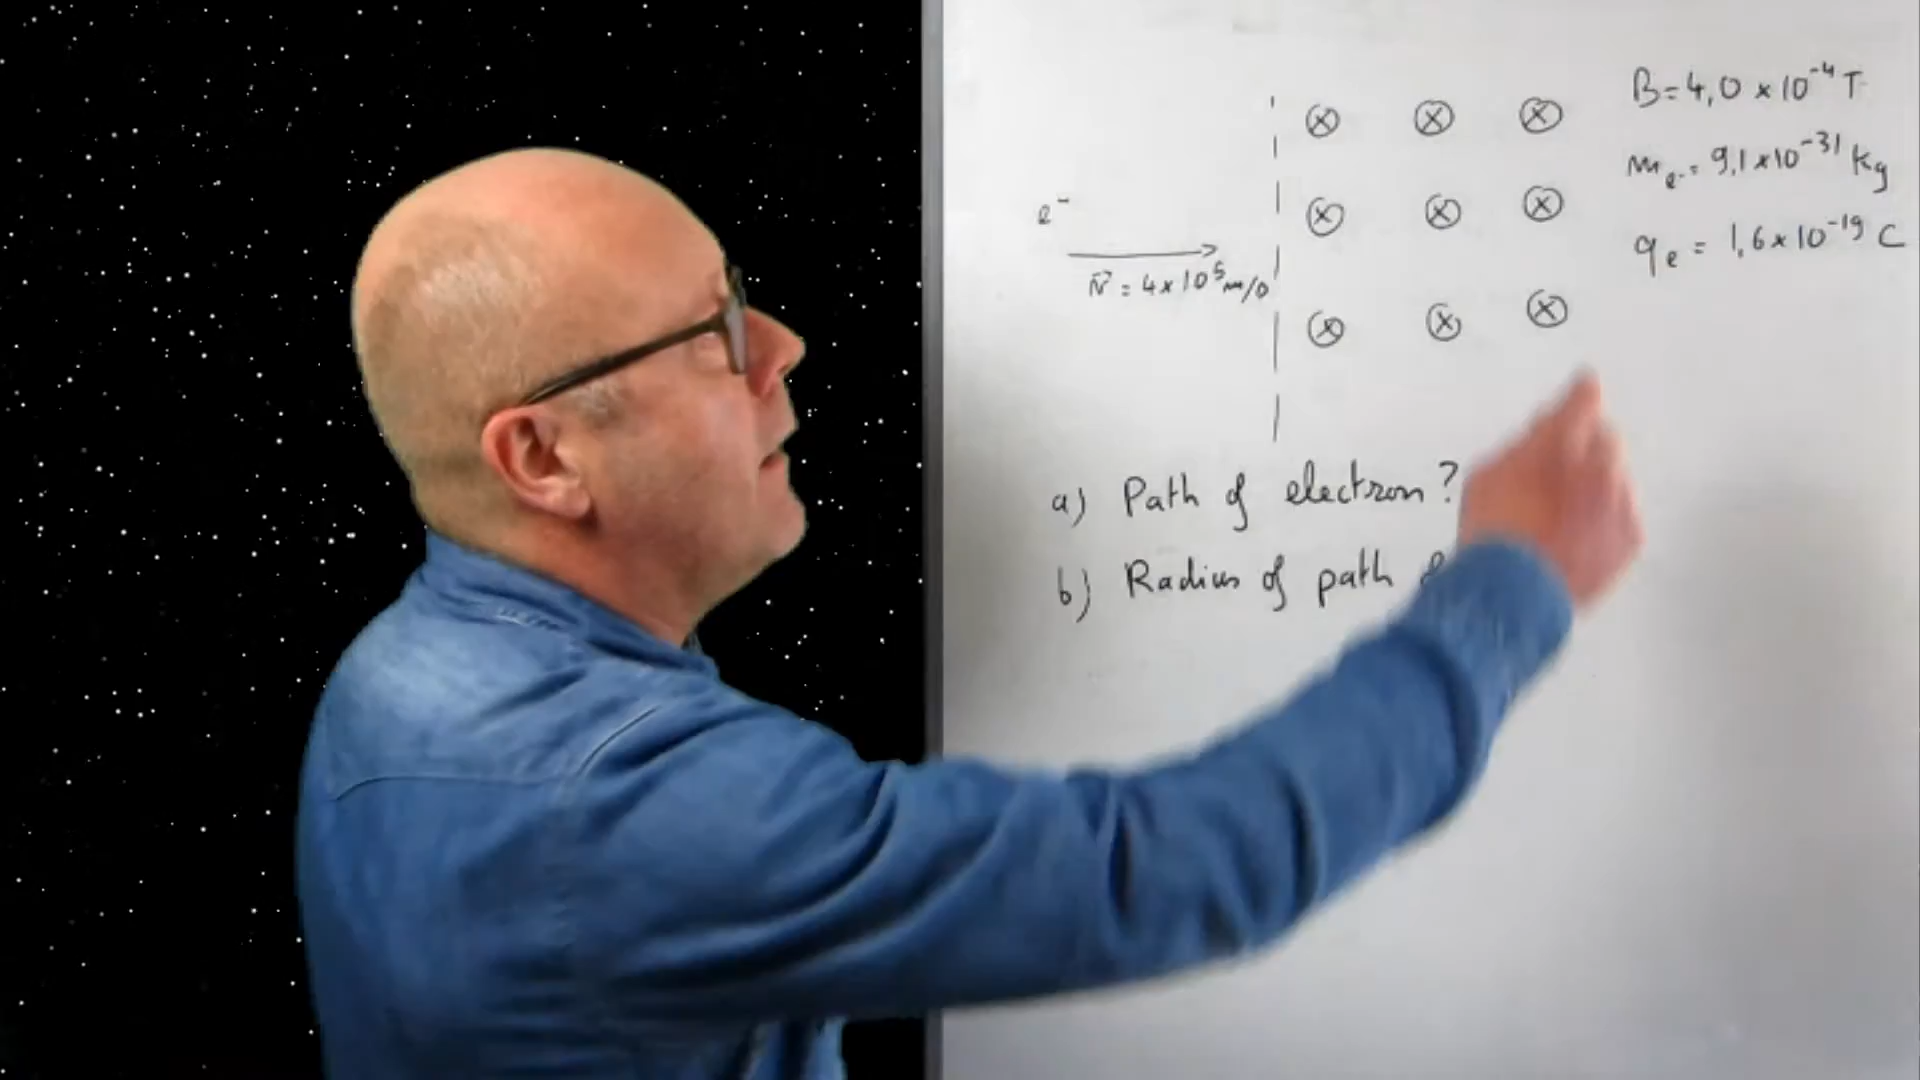 B = 4,0 × 10⁻⁴ T
mₑ₋ = 9,1 × 10⁻³¹ kg
qₑ = 1,6 × 10⁻¹⁹ C
e⁻
v⃗ = 4 × 10⁵ m/s
⊗ ⊗ ⊗
⊗ ⊗ ⊗
⊗ ⊗ ⊗
a) Path of electron?
b) Radius of path